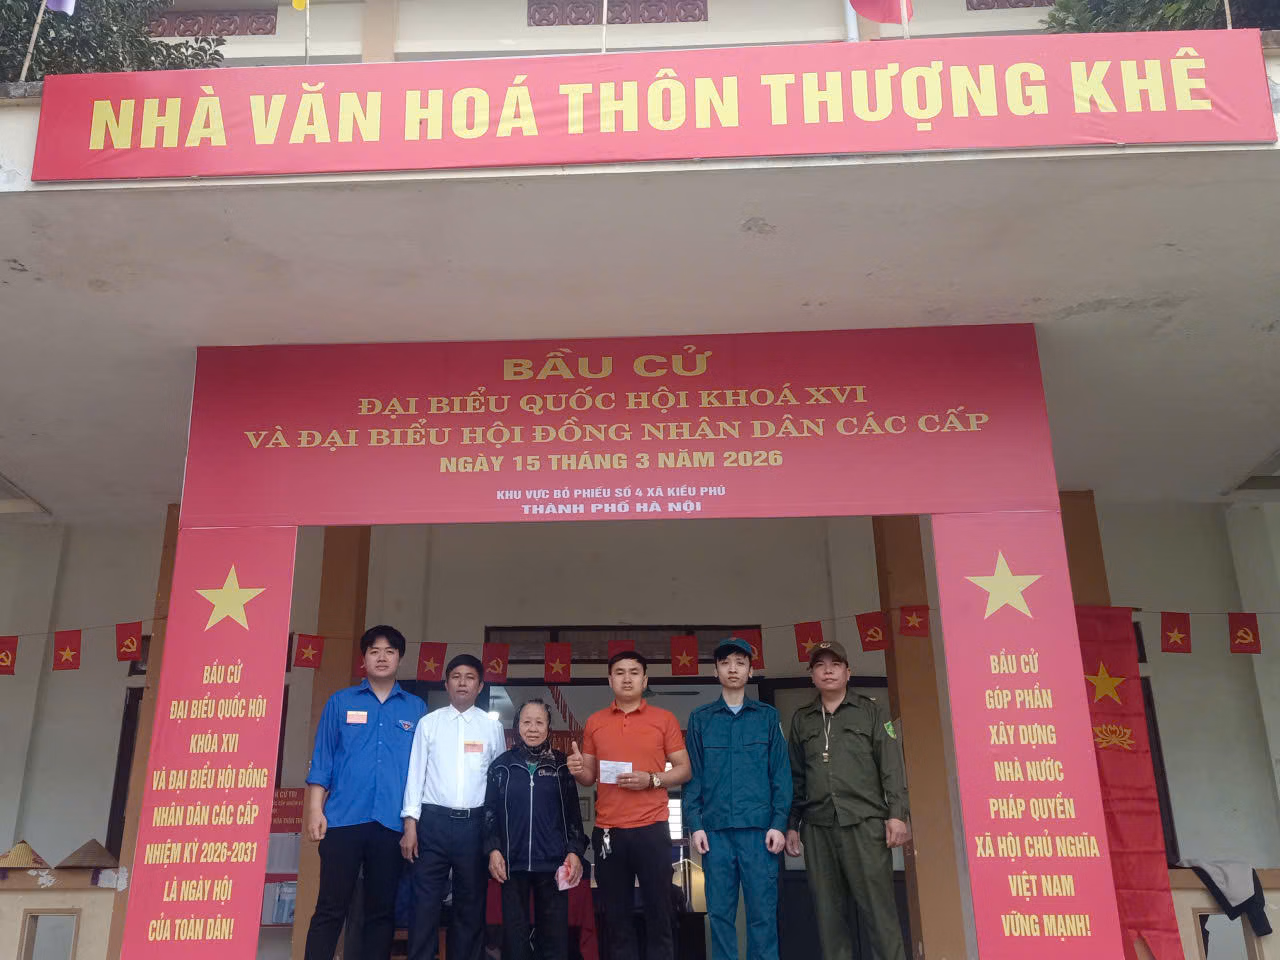 NHÀ VĂN HOÁ THÔN THƯỢNG KHÊ
BẦU CỬ
ĐẠI BIỂU QUỐC HỘI KHOÁ XVI
VÀ ĐẠI BIỂU HỘI ĐỒNG NHÂN DÂN CÁC CẤP
NGÀY 15 THÁNG 3 NĂM 2026
KHU VỰC BỎ PHIẾU SỐ 4 XÃ KIỀU PHÚ
THÀNH PHỐ HÀ NỘI
BẦU CỬ
ĐẠI BIỂU QUỐC HỘI
KHÓA XVI
VÀ ĐẠI BIỂU HỘI ĐỒNG
NHÂN DÂN CÁC CẤP
NHIỆM KỲ 2026-2031
LÀ NGÀY HỘI
CỦA TOÀN DÂN!
BẦU CỬ
GÓP PHẦN
XÂY DỰNG
NHÀ NƯỚC
PHÁP QUYỀN
XÃ HỘI CHỦ NGHĨA
VIỆT NAM
VỮNG MẠNH!